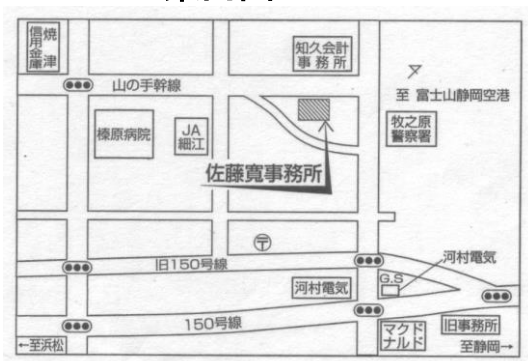 焼津
信用金庫
知久会計
事務所
山の手幹線
至 富士山静岡空港
榛原病院
JA
細江
牧之原
警察署
佐藤寛事務所
〒
旧150号線
河村電気
G.S
河村電気
150号線
マクド
ナルド
旧事務所
←至浜松
至静岡→